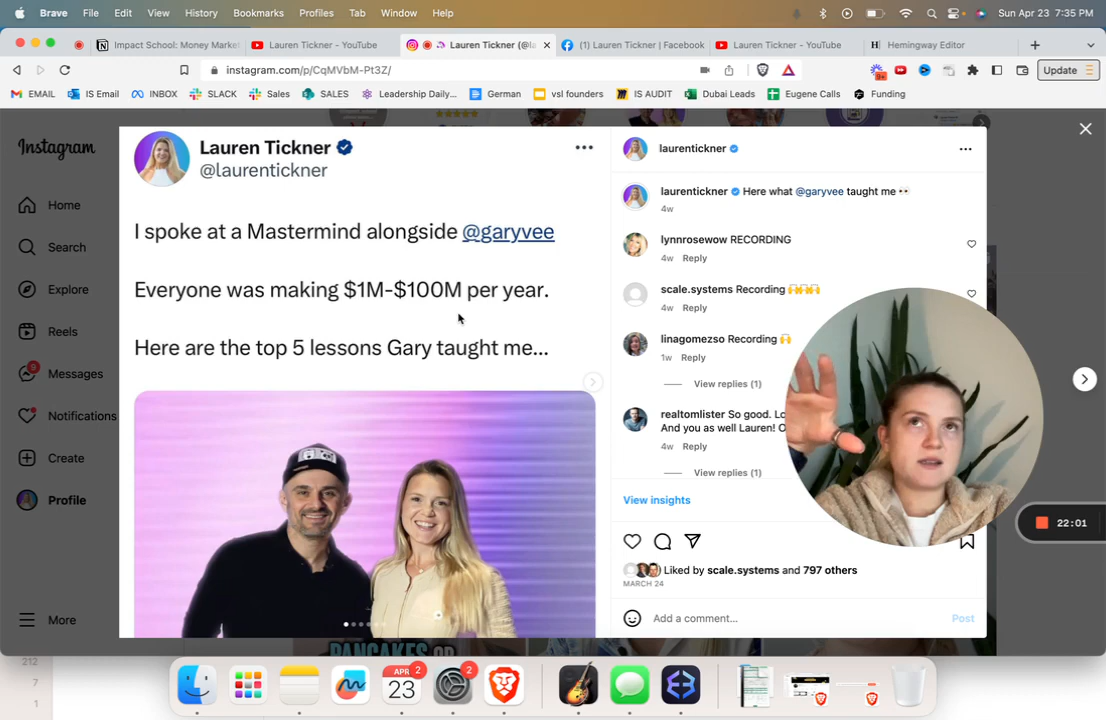 Brave File Edit View History Bookmarks Profiles Tab Window Help Sun Apr 23 7:35 PM
Impact School: Money Market Lauren Tickner - YouTube Lauren Tickner (@la (1) Lauren Tickner | Facebook Lauren Tickner - YouTube Hemingway Editor
instagram.com/p/CqMVbM-Pt3Z/ 9+ Update
EMAIL IS Email INBOX SLACK Sales SALES Leadership Daily... German vsl founders IS AUDIT Dubai Leads Eugene Calls Funding
Instagram
Home
Search
Explore
Reels
9
Messages
Notifications
Create
Profile
More
Lauren Tickner
@laurentickner
I spoke at a Mastermind alongside @garyvee
Everyone was making $1M-$100M per year.
Here are the top 5 lessons Gary taught me...
laurentickner
laurentickner Here what @garyvee taught me 👀
4w
lynnrosewow RECORDING
4w Reply
scale.systems Recording 🙌🙌🙌
4w Reply
linagomezso Recording 🙌
1w Reply
View replies (1)
realtomlister So good. Lo
And you as well Lauren! O
4w Reply
View replies (1)
View insights
22:01
Liked by scale.systems and 797 others
MARCH 24
Add a comment... Post
PANCAKES OR
212
7
1
APR 2
23
2